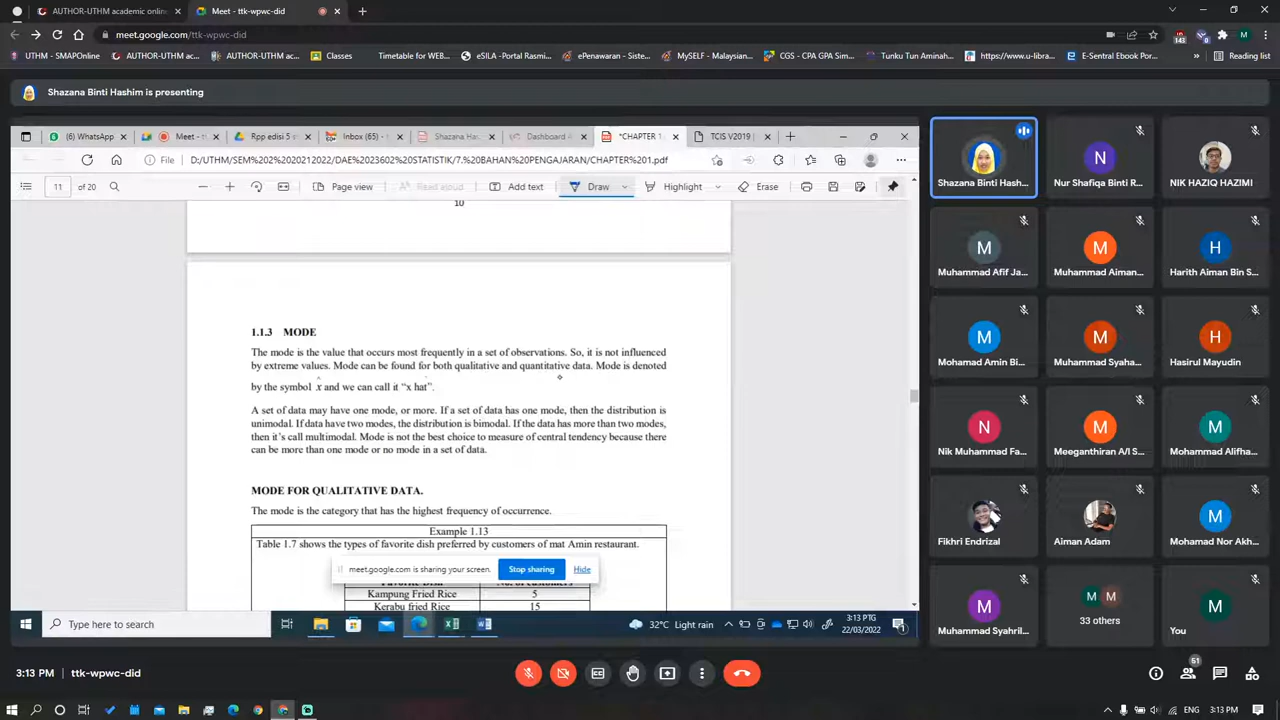 AUTHOR-UTHM academic online
Meet - ttk-wpwc-did
meet.google.com/ttk-wpwc-did
UTHM - SMAPOnline
AUTHOR-UTHM ac...
AUTHOR-UTHM ac...
Classes
Timetable for WEB...
eSILA -Portal Rasmi...
ePenawaran - Siste...
MySELF - Malaysian...
CGS - CPA GPA Sim...
Tunku Tun Aminah...
https://www.u-libra...
E-Sentral Ebook Por...
»
Reading list
Shazana Binti Hashim is presenting
(6) WhatsApp
Meet - ttk-w
Rpp edisi 5-
Inbox (65) -
Shazana Has
Dashboard 4
*CHAPTER 1
TCIS V2019 |
File
D:/UTHM/SEM%202%2020212022/DAE%2023602%20STATISTIK/7.%20BAHAN%20PENGAJARAN/CHAPTER%201.pdf
11 of 20
Page view
Read aloud
Add text
Draw
Highlight
Erase
10
1.1.3 MODE
The mode is the value that occurs most frequently in a set of observations. So, it is not influenced
by extreme values. Mode can be found for both qualitative and quantitative data. Mode is denoted
by the symbol x̂ and we can call it “x hat”.
A set of data may have one mode, or more. If a set of data has one mode, then the distribution is
unimodal. If data have two modes, the distribution is bimodal. If the data has more than two modes,
then it’s call multimodal. Mode is not the best choice to measure of central tendency because there
can be more than one mode or no mode in a set of data.
MODE FOR QUALITATIVE DATA.
The mode is the category that has the highest frequency of occurrence.
Example 1.13
Table 1.7 shows the types of favorite dish preferred by customers of mat Amin restaurant.
meet.google.com is sharing your screen.
Stop sharing
Hide
Kampung Fried Rice 5
Kerabu fried Rice 15
Type here to search
32°C Light rain
3:13 PTG
22/03/2022
Shazana Binti Hash...
N
Nur Shafiqa Binti R...
NIK HAZIQ HAZIMI
M
Muhammad Afif Ja...
M
Muhammad Aiman...
H
Harith Aiman Bin S...
M
Mohamad Amin Bi...
M
Muhammad Syaha...
H
Hasirul Mayudin
N
Nik Muhammad Fa...
M
Meeganthiran A/l S...
M
Mohammad Alifha...
Fikhri Endrizal
Aiman Adam
M
Mohamad Nor Akh...
M
Muhammad Syahril...
M M
33 others
M
You
3:13 PM
ttk-wpwc-did
51
ENG
3:13 PM